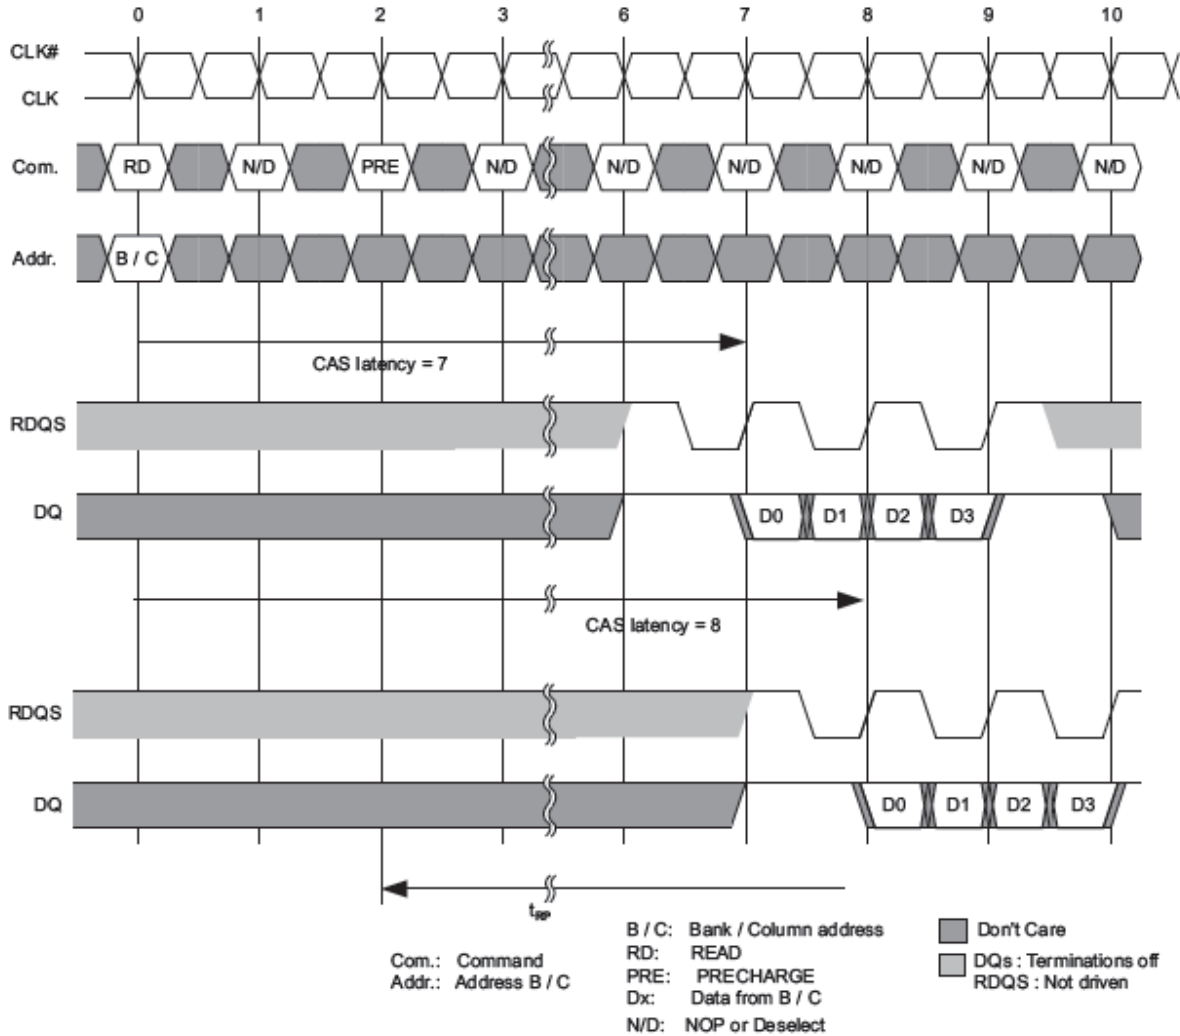 0 1 2 3 6 7 8 9 10
CLK#
CLK
Com. RD N/D PRE N/D N/D N/D N/D N/D N/D
Addr. B / C
CAS latency = 7
RDQS
DQ D0 D1 D2 D3
CAS latency = 8
RDQS
DQ D0 D1 D2 D3
tRP
Com.: Command
Addr.: Address B / C
B / C: Bank / Column address
RD: READ
PRE: PRECHARGE
Dx: Data from B / C
N/D: NOP or Deselect
Don't Care
DQs : Terminations off
RDQS : Not driven